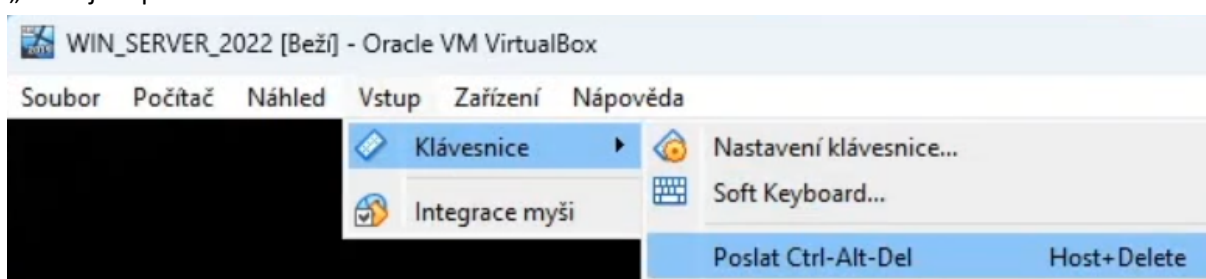 WIN_SERVER_2022 [Beží] - Oracle VM VirtualBox
Soubor Počítač Náhled Vstup Zařízení Nápověda
Klávesnice
Nastavení klávesnice...
Soft Keyboard...
Integrace myši
Poslat Ctrl-Alt-Del Host+Delete